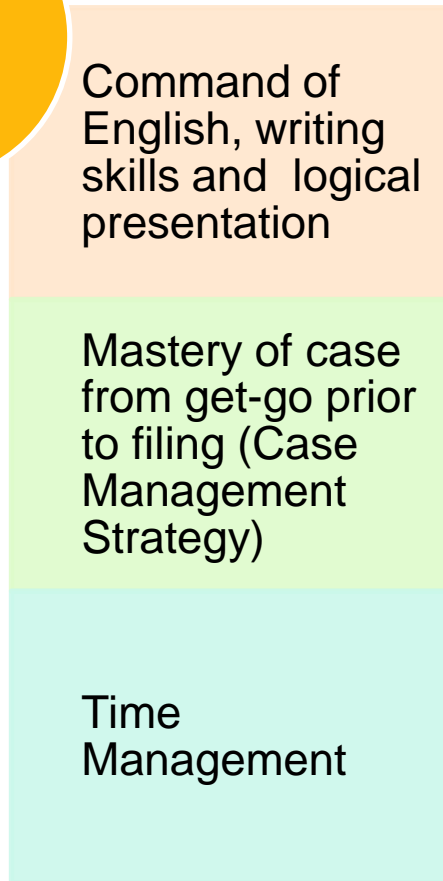 Command of
English, writing
skills and  logical
presentation
Mastery of case
from get-go prior
to filing (Case
Management
Strategy)
Time
Management